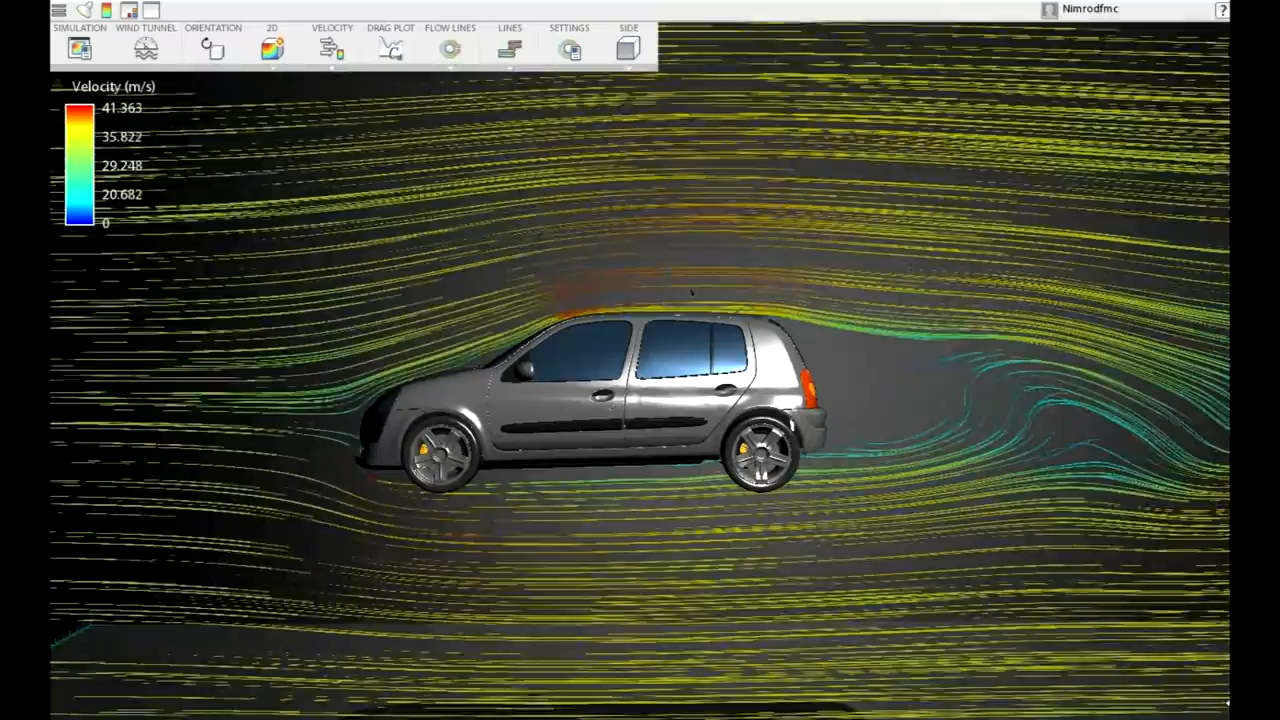 Nimrodfmc
?
SIMULATION WIND TUNNEL ORIENTATION 2D VELOCITY DRAG PLOT FLOW LINES LINES SETTINGS SIDE
Velocity (m/s)
41.363
35.822
29.248
20.682
0